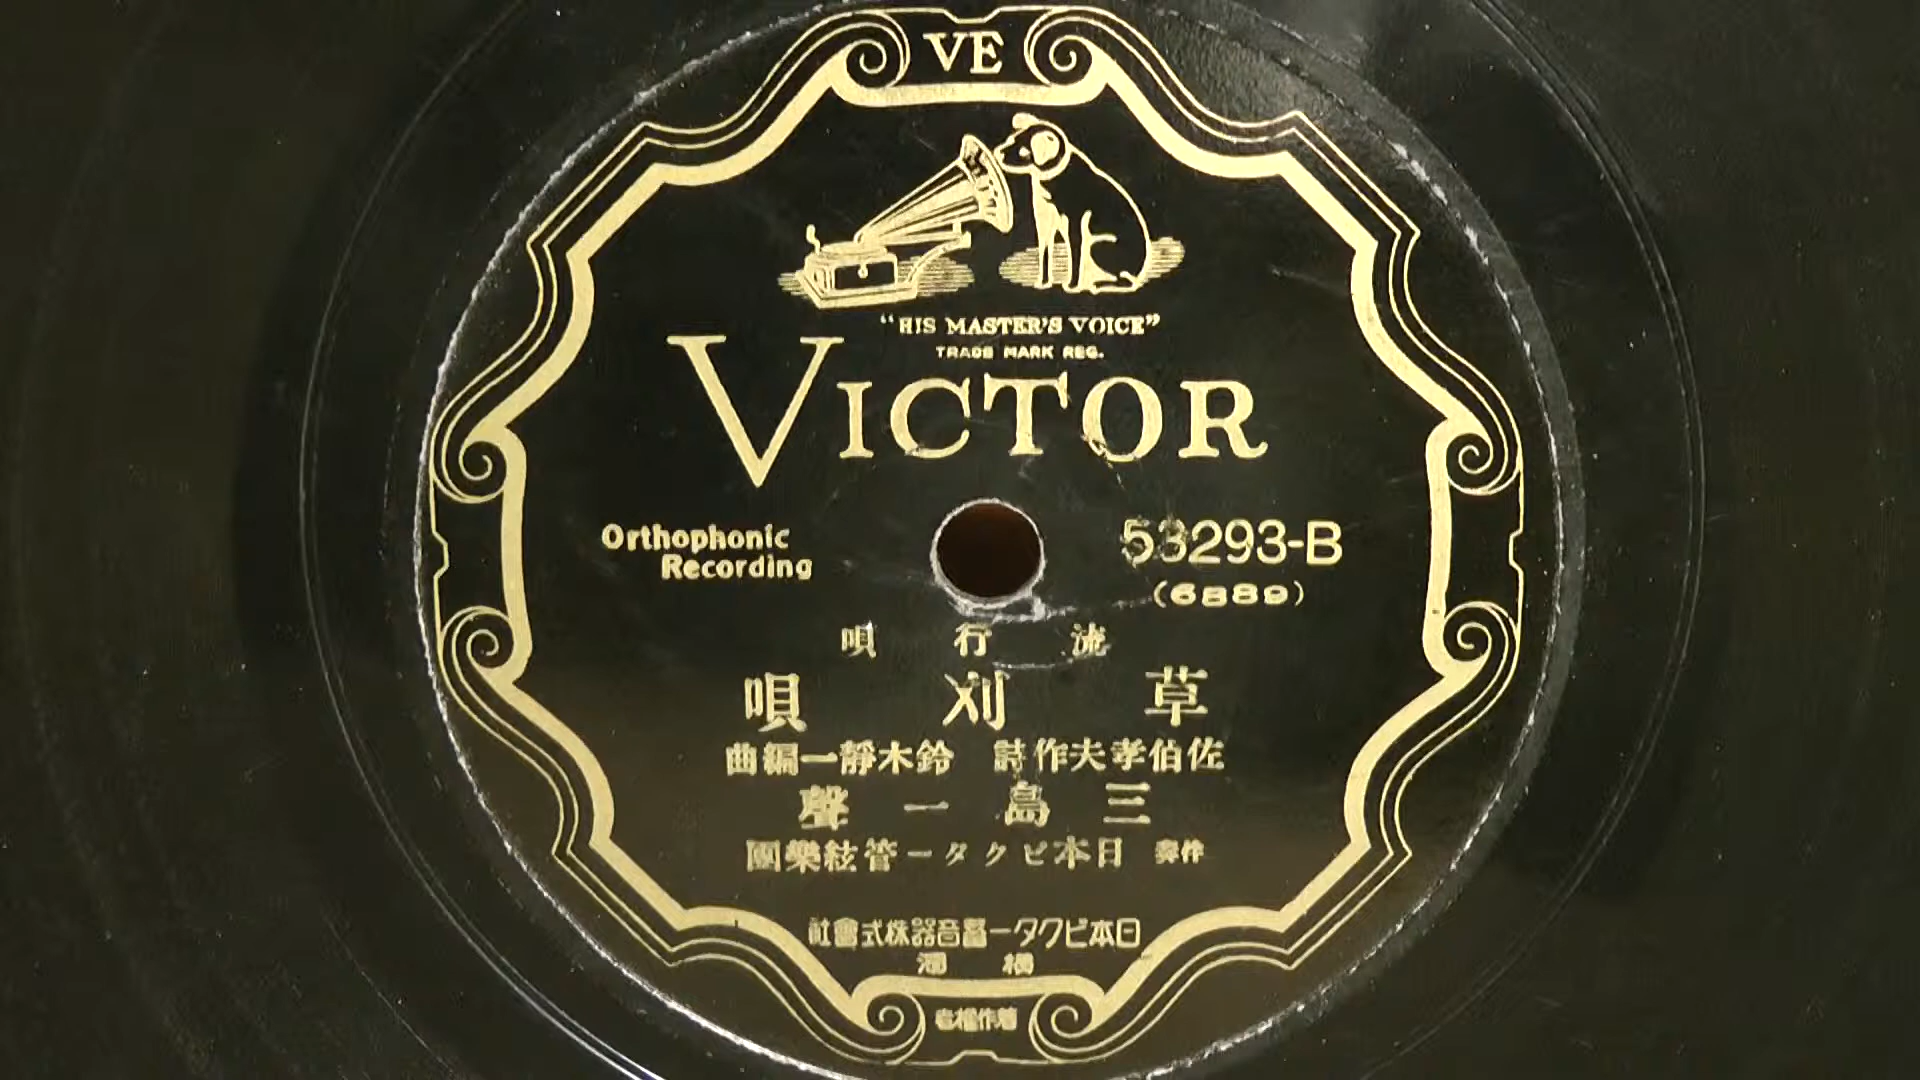 VE
"HIS MASTER'S VOICE"
TRADE MARK REG.
VICTOR
Orthophonic
Recording
53293-B
(6889)
流行唄
草刈唄
佐伯孝夫作詩 鈴木靜一編曲
三島一聲
伴奏 日本ビクター管絃樂團
日本ビクター蓄音器株式會社
横濱
著作權者